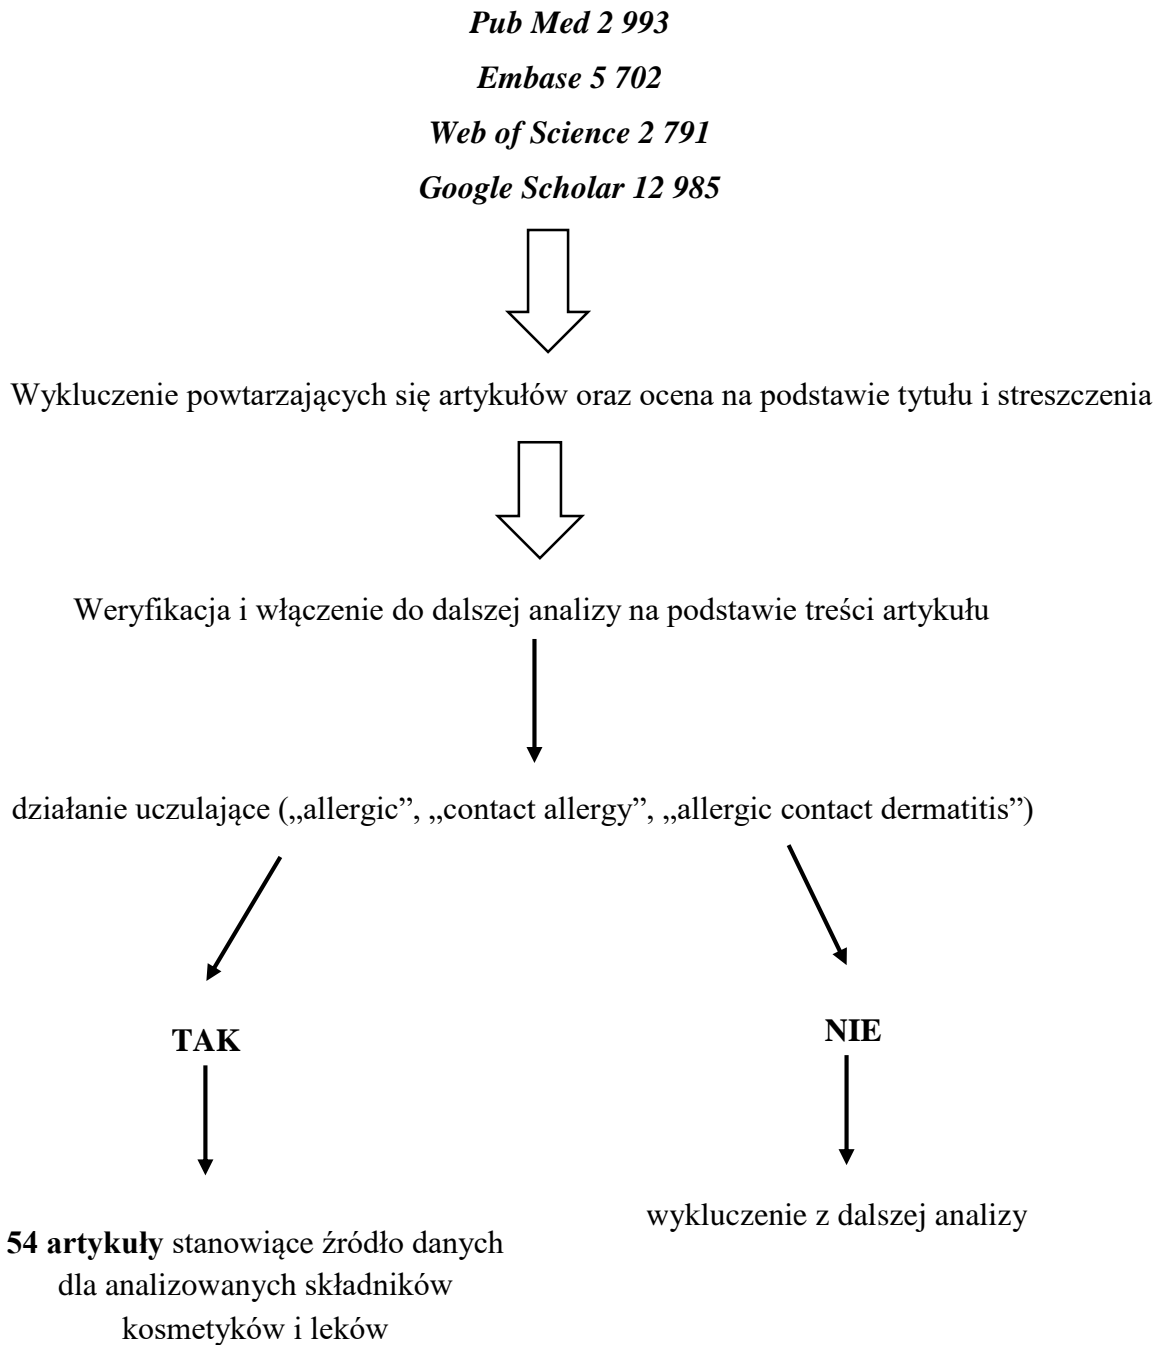 Pub Med 2 993
Embase 5 702
Web of Science 2 791
Google Scholar 12 985
Wykluczenie powtarzających się artykułów oraz ocena na podstawie tytułu i streszczenia
Weryfikacja i włączenie do dalszej analizy na podstawie treści artykułu
działanie uczulające („allergic”, „contact allergy”, „allergic contact dermatitis”)
TAK
NIE
54 artykuły stanowiące źródło danych
dla analizowanych składników
kosmetyków i leków
wykluczenie z dalszej analizy